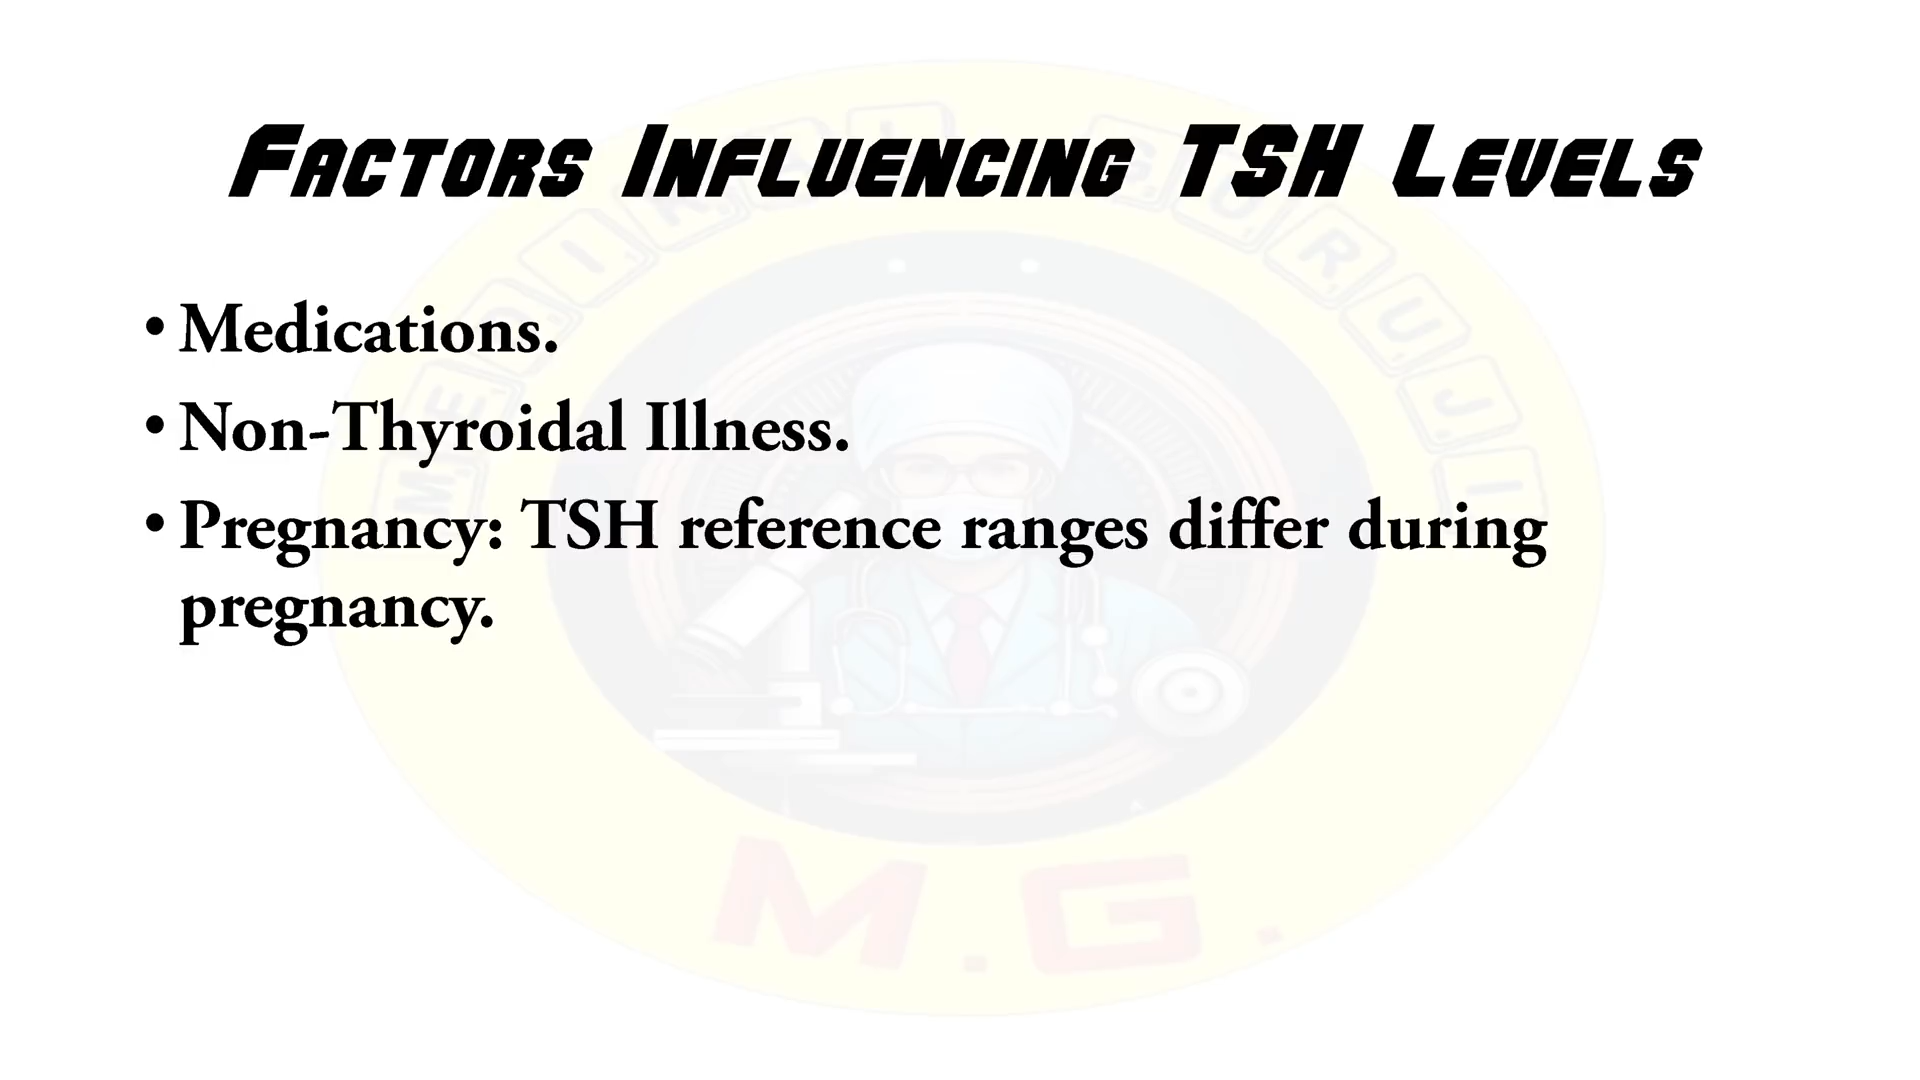 FACTORS INFLUENCING TSH LEVELS
• Medications.
• Non-Thyroidal Illness.
• Pregnancy: TSH reference ranges differ during
pregnancy.
M.G.